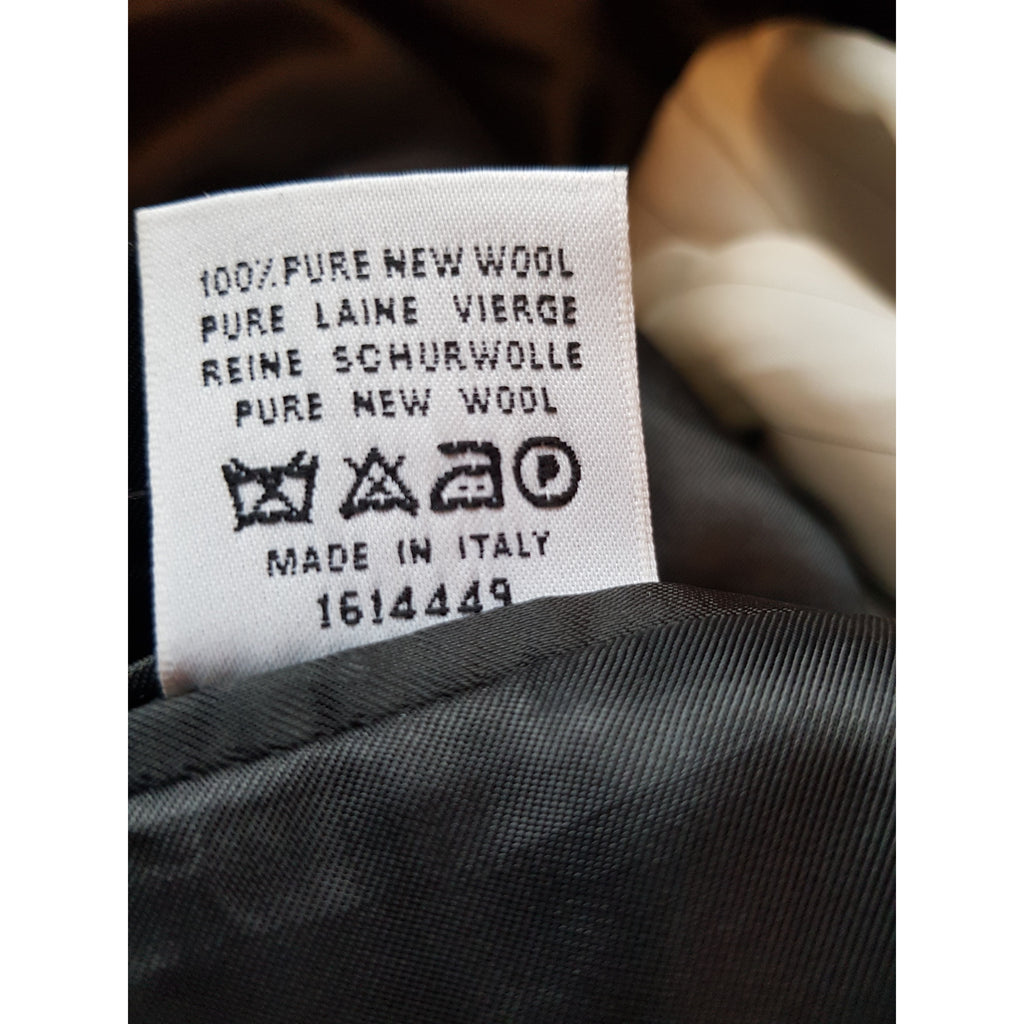 100% PURE NEW WOOL
PURE LAINE VIERGE
REINE SCHURWOLLE
PURE NEW WOOL
P
MADE IN ITALY
1614449